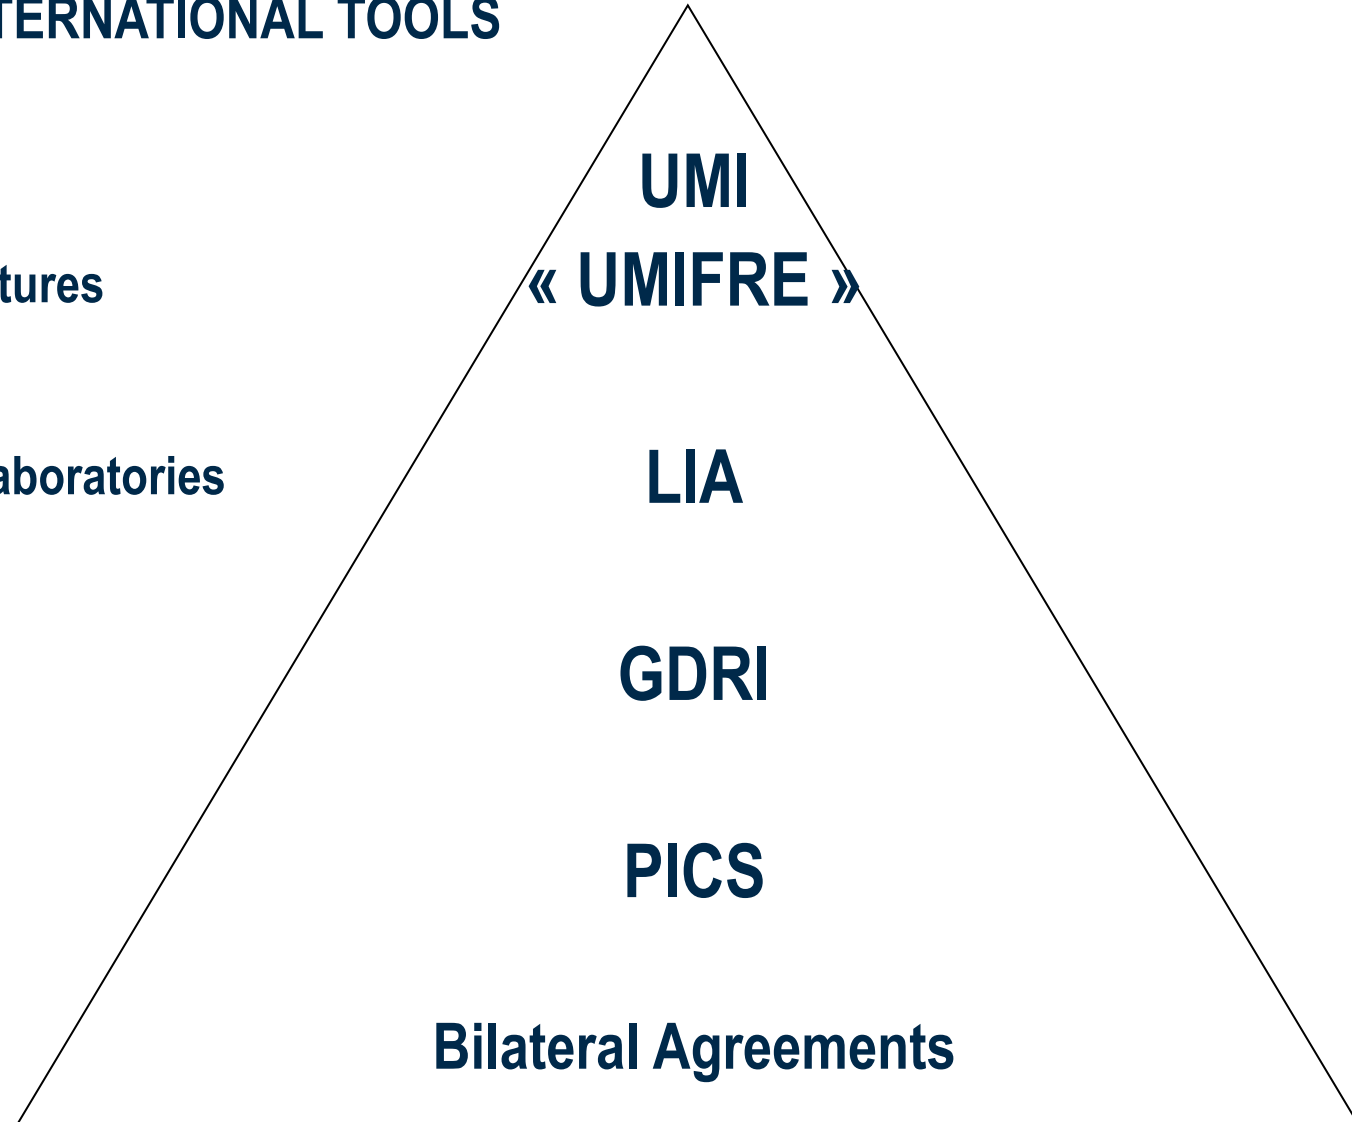 TERNATIONAL TOOLS
UMI
tures
« UMIFRE »
aboratories
LIA
GDRI
PICS
Bilateral Agreements